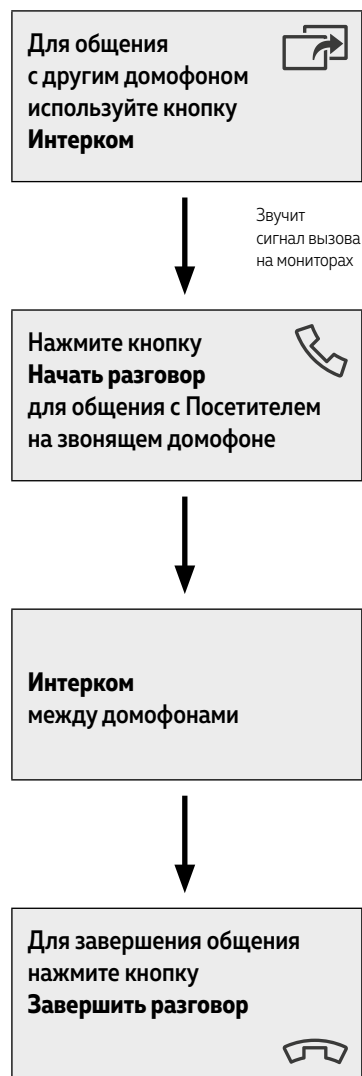 Для общения
с другим домофоном
используйте кнопку
Интерком
Звучит
сигнал вызова
на мониторах
Нажмите кнопку
Начать разговор
для общения с Посетителем
на звонящем домофоне
Интерком
между домофонами
Для завершения общения
нажмите кнопку
Завершить разговор